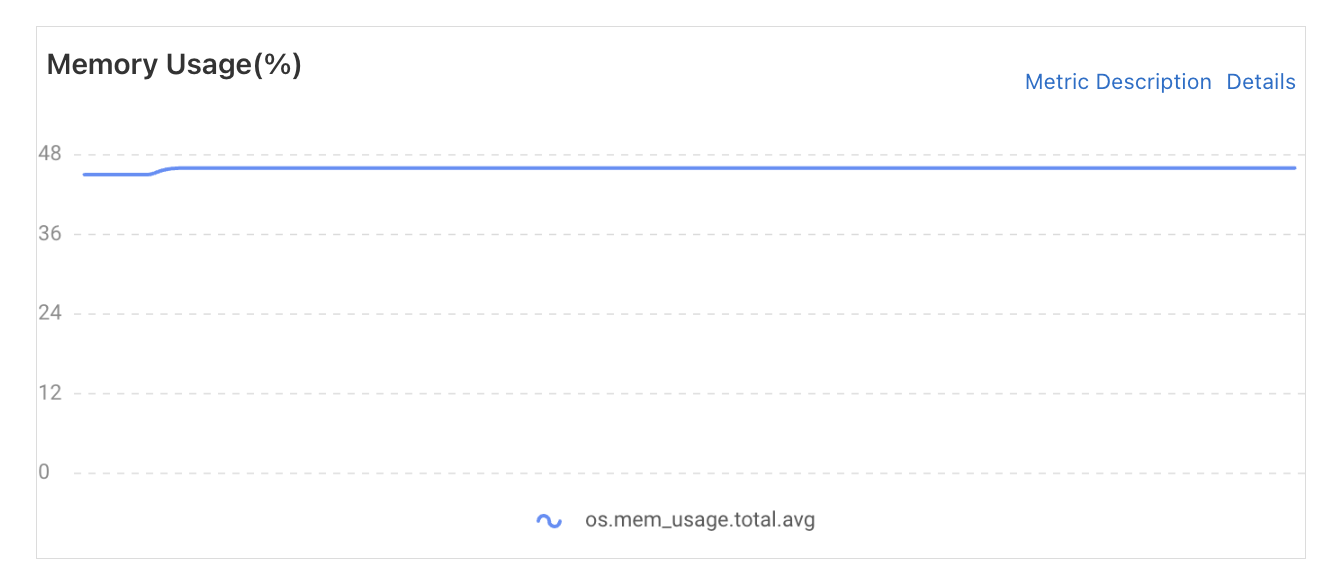 Memory Usage(%)
Metric Description Details
48
36
24
12
0
os.mem_usage.total.avg